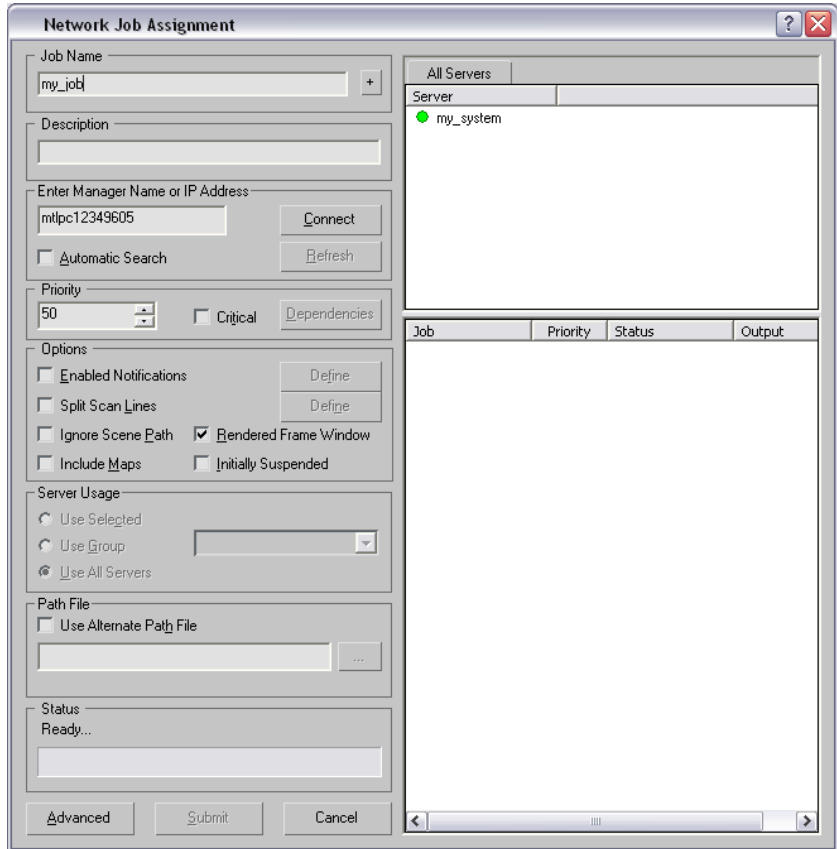 Network Job Assignment
?
Job Name
my_job
+
Description
Enter Manager Name or IP Address
mtlpc12349605
Connect
Automatic Search
Refresh
Priority
50
Critical
Dependencies
Options
Enabled Notifications
Define
Split Scan Lines
Define
Ignore Scene Path
Rendered Frame Window
Include Maps
Initially Suspended
Server Usage
Use Selected
Use Group
Use All Servers
Path File
Use Alternate Path File
...
Status
Ready...
Advanced
Submit
Cancel
All Servers
Server
my_system
Job Priority Status Output